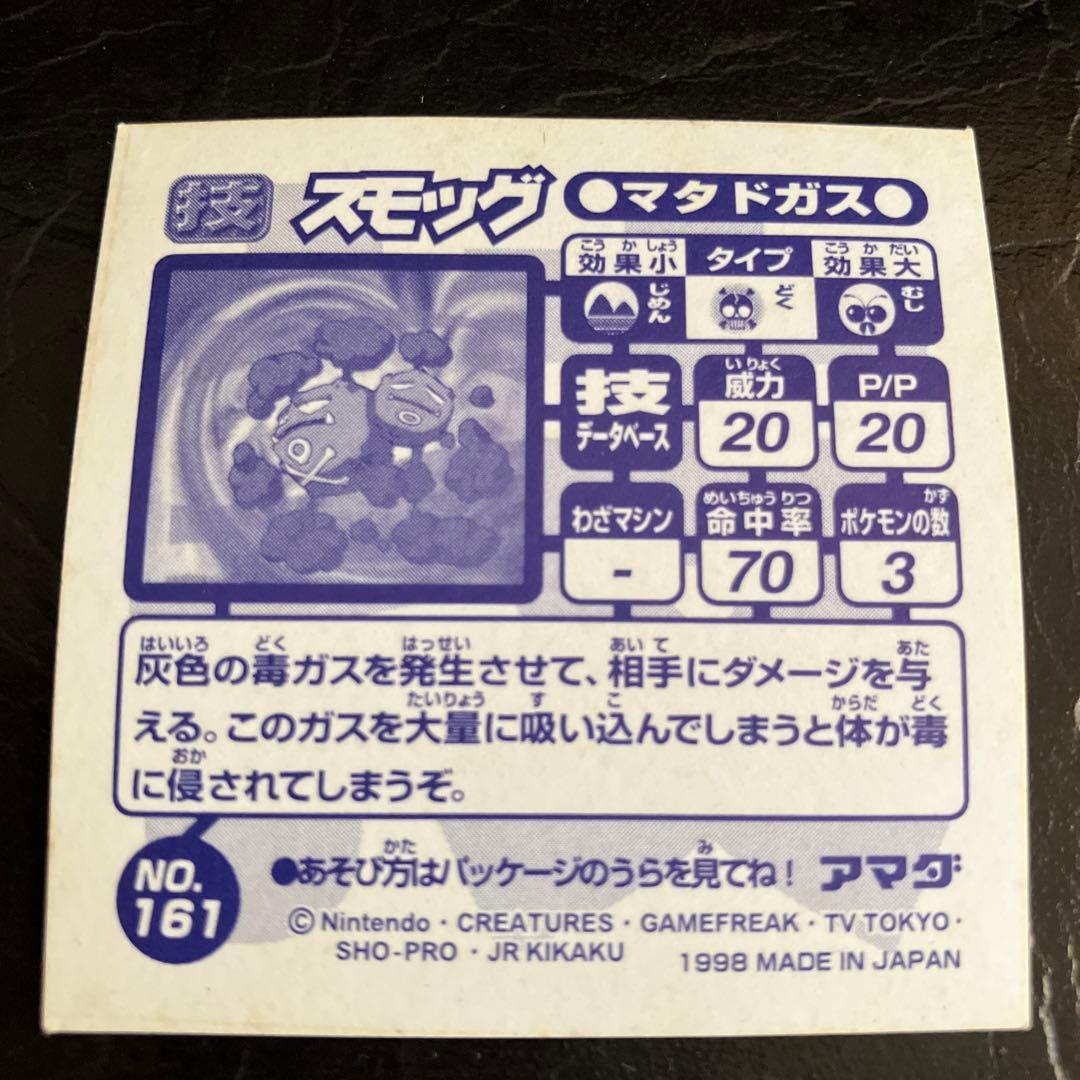 技 スモッグ ●マタドガス●
こうかしょう こうかだい
効果小 タイプ 効果大
じめん どく むし
いりょく
技 威力 P/P
データベース 20 20
めいちゅうりつ かず
わざマシン 命中率 ポケモンの数
- 70 3
はいいろ どく はっせい あいて あた
灰色の毒ガスを発生させて、相手にダメージを与
たいりょう す こ からだ どく
える。このガスを大量に吸い込んでしまうと体が毒
おか
に侵されてしまうぞ。
かた み
NO. ●あそび方はパッケージのうらを見てね! アマダ
161
©Nintendo・CREATURES・GAMEFREAK・TV TOKYO・
SHO-PRO・JR KIKAKU
1998 MADE IN JAPAN